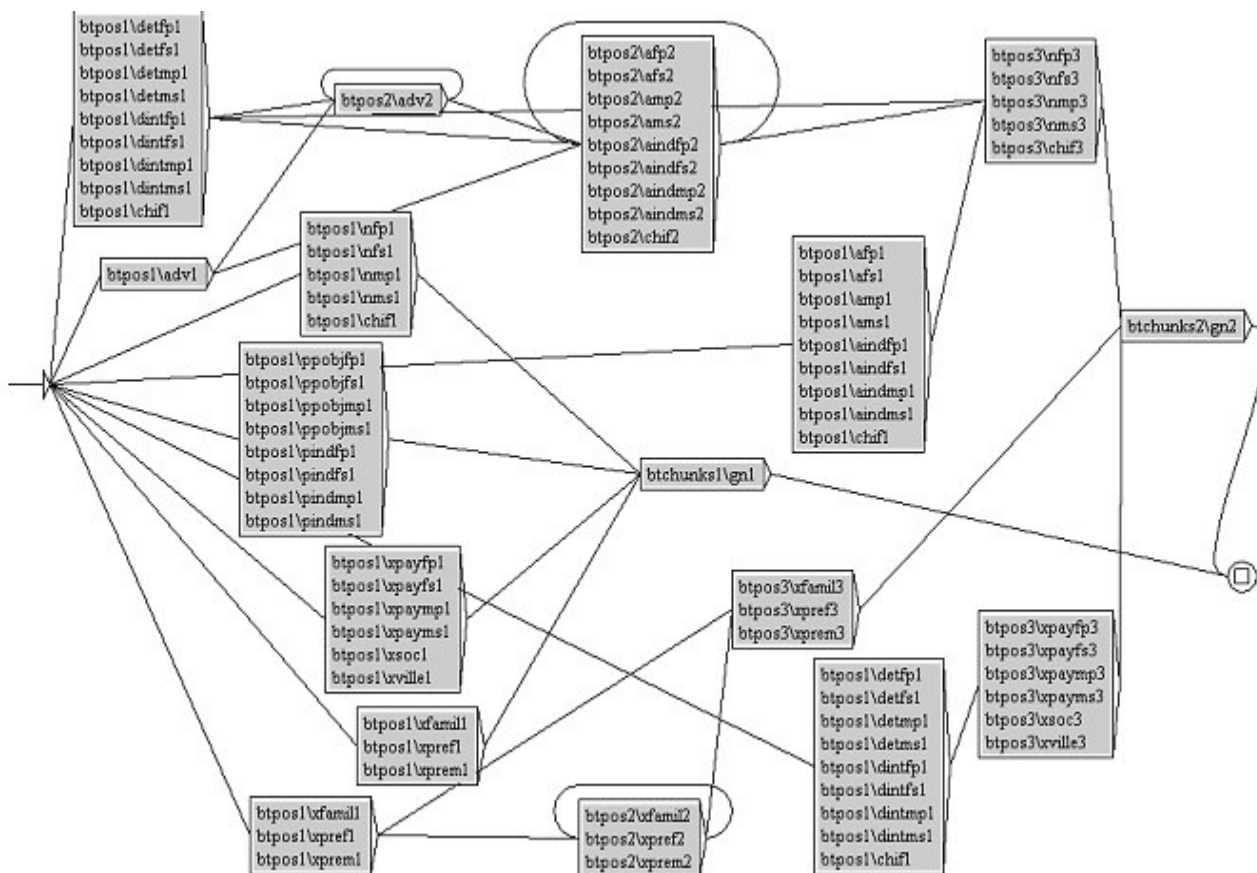 btpos1\detfp1
btpos1\detfs1
btpos1\detmp1
btpos1\detms1
btpos1\dintfp1
btpos1\dintfs1
btpos1\dintmp1
btpos1\dintms1
btpos1\chif1
btpos2\adv2
btpos2\afp2
btpos2\afs2
btpos2\amp2
btpos2\ams2
btpos2\aindfp2
btpos2\aindfs2
btpos2\aindmp2
btpos2\aindms2
btpos2\chif2
btpos3\nfp3
btpos3\nfs3
btpos3\nmp3
btpos3\nms3
btpos3\chif3
btpos1\adv1
btpos1\nfp1
btpos1\nfs1
btpos1\nmp1
btpos1\nms1
btpos1\chif1
btpos1\afp1
btpos1\afs1
btpos1\amp1
btpos1\ams1
btpos1\aindfp1
btpos1\aindfs1
btpos1\aindmp1
btpos1\aindms1
btpos1\chif1
btchunks2\gn2
btpos1\ppobjfp1
btpos1\ppobjfs1
btpos1\ppobjmp1
btpos1\ppobjms1
btpos1\pindfp1
btpos1\pindfs1
btpos1\pindmp1
btpos1\pindms1
btchunks1\gn1
btpos1\xpayfp1
btpos1\xpayfs1
btpos1\xpaymp1
btpos1\xpayms1
btpos1\xsoc1
btpos1\xville1
btpos3\xfamil3
btpos3\xpref3
btpos3\xprem3
btpos3\xpayfp3
btpos3\xpayfs3
btpos3\xpaymp3
btpos3\xpayms3
btpos3\xsoc3
btpos3\xville3
btpos1\detfp1
btpos1\detfs1
btpos1\detmp1
btpos1\detms1
btpos1\dintfp1
btpos1\dintfs1
btpos1\dintmp1
btpos1\dintms1
btpos1\chif1
btpos1\xfamil1
btpos1\xpref1
btpos1\xprem1
btpos1\xfamil1
btpos1\xpref1
btpos1\xprem1
btpos2\xfamil2
btpos2\xpref2
btpos2\xprem2